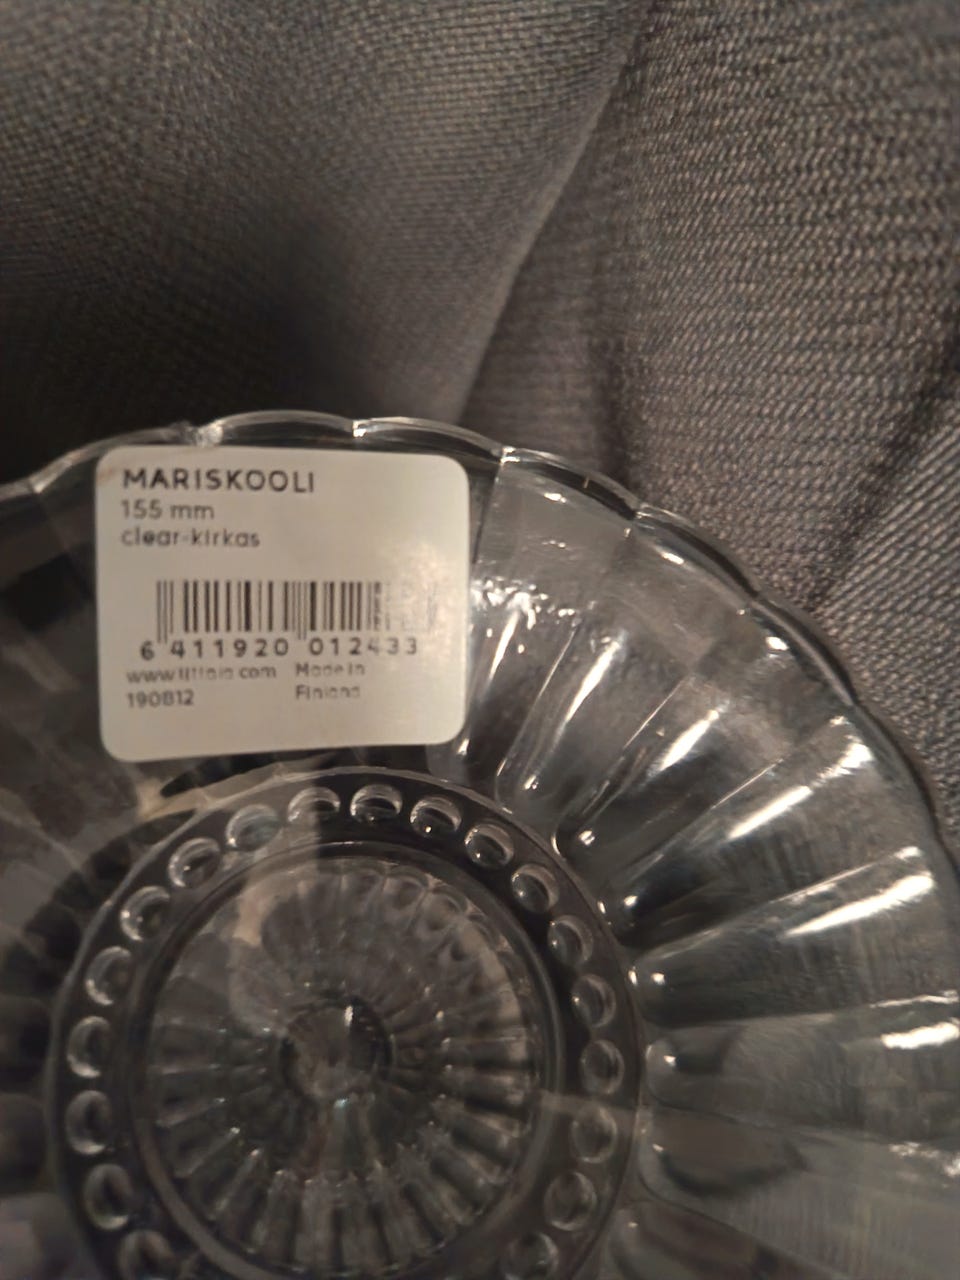 MARISKOOLI
155 mm
clear-kirkas
6 411920 012433
www.iittala.com Made in
190812 Finland